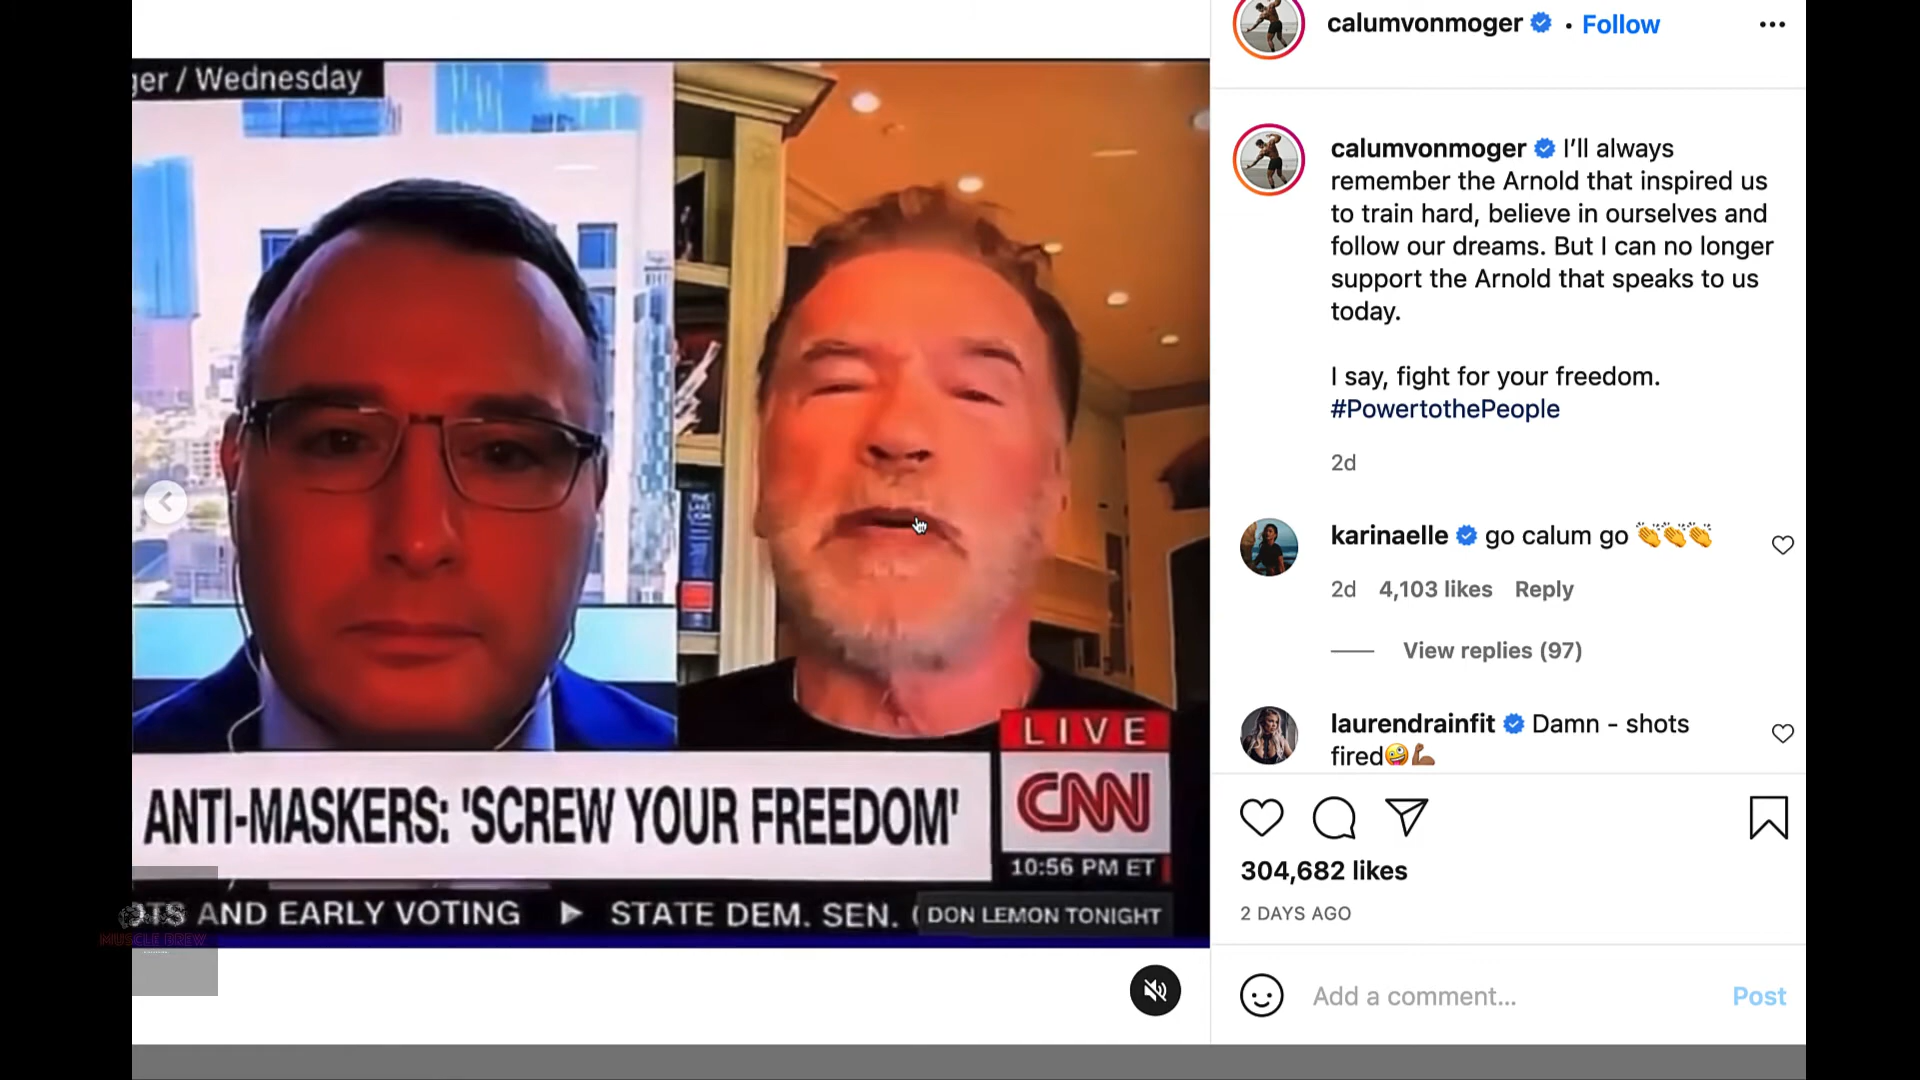 ger / Wednesday
ANTI-MASKERS: 'SCREW YOUR FREEDOM'
LIVE
CNN
10:56 PM ET
AND EARLY VOTING ▶ STATE DEM. SEN. (
DON LEMON TONIGHT
MUSCLE BREW
calumvonmoger • Follow
calumvonmoger I'll always
remember the Arnold that inspired us
to train hard, believe in ourselves and
follow our dreams. But I can no longer
support the Arnold that speaks to us
today.
I say, fight for your freedom.
#PowertothePeople
2d
karinaelle go calum go 👏👏👏
2d 4,103 likes Reply
View replies (97)
laurendrainfit Damn - shots
fired🤪💪🏾
304,682 likes
2 DAYS AGO
Add a comment... Post